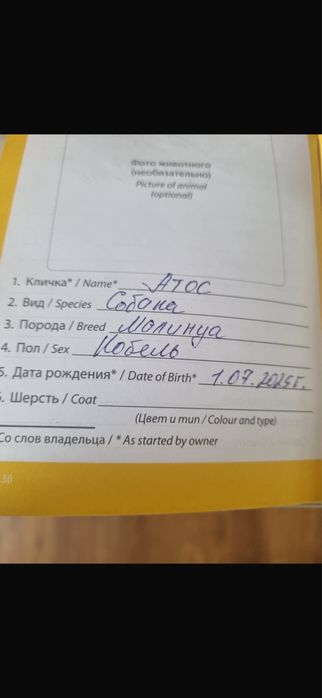 Фото животного
(необязательно)
Picture of animal
(optional)
1. Кличка* / Name* Атос
2. Вид / Species Собака
3. Порода / Breed Малинуа
4. Пол / Sex Кобель
5. Дата рождения* / Date of Birth* 1.07.2025г.
6. Шерсть / Coat
(Цвет и тип / Colour and type)
Со слов владельца / * As started by owner
36